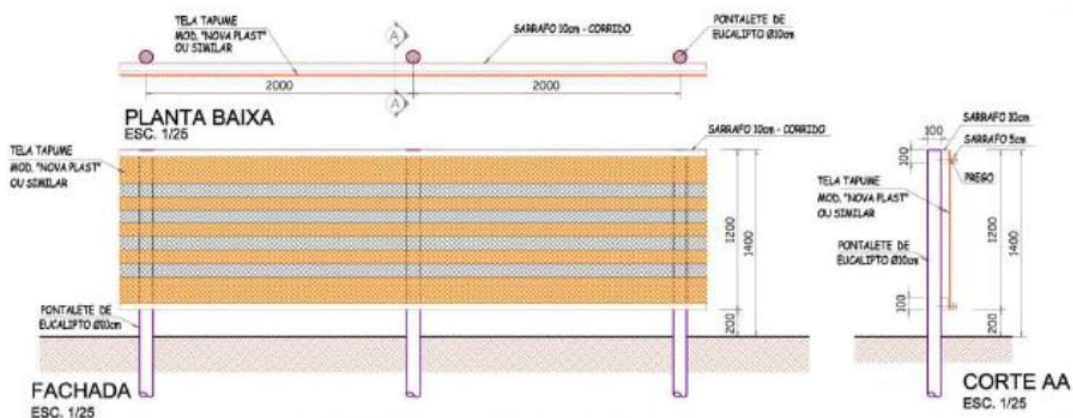 TELA TAPUME
MOD. "NOVA PLAST"
OU SIMILAR
A
SARRAFO 10cm - CORRIDO
PONTALETE DE
EUCALIPTO Ø10cm
2000
A
2000
PLANTA BAIXA
ESC. 1/25
SARRAFO 10cm - CORRIDO
TELA TAPUME
MOD. "NOVA PLAST"
OU SIMILAR
1200
1400
200
PONTALETE DE
EUCALIPTO Ø10cm
FACHADA
ESC. 1/25
100
SARRAFO 10cm
SARRAFO 5cm
100
PREGO
TELA TAPUME
MOD. "NOVA PLAST"
OU SIMILAR
PONTALETE DE
EUCALIPTO Ø10cm
1200
1400
100
200
CORTE AA
ESC. 1/25